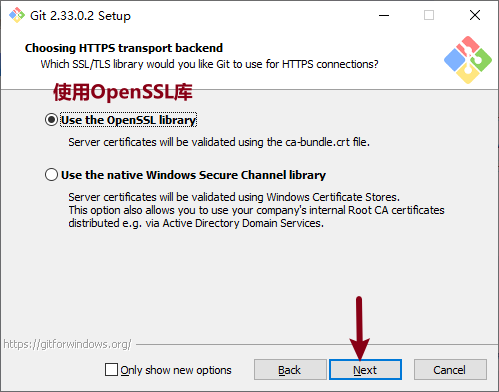 Git 2.33.0.2 Setup
Choosing HTTPS transport backend
Which SSL/TLS library would you like Git to use for HTTPS connections?
使用OpenSSL库
Use the OpenSSL library
Server certificates will be validated using the ca-bundle.crt file.
Use the native Windows Secure Channel library
Server certificates will be validated using Windows Certificate Stores.
This option also allows you to use your company's internal Root CA certificates
distributed e.g. via Active Directory Domain Services.
https://gitforwindows.org/
Only show new options
Back
Next
Cancel